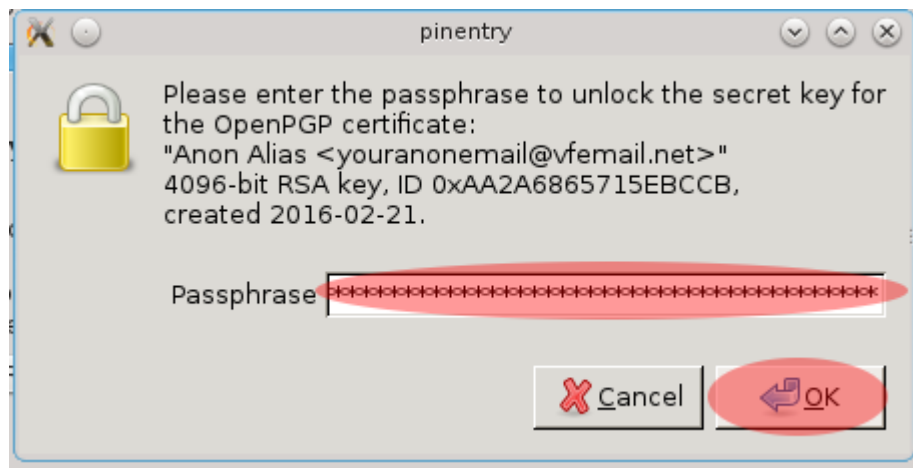 pinentry
Please enter the passphrase to unlock the secret key for
the OpenPGP certificate:
"Anon Alias <youranonemail@vfemail.net>"
4096-bit RSA key, ID 0xAA2A6865715EBCCB,
created 2016-02-21.
Passphrase ***************************************
Cancel OK